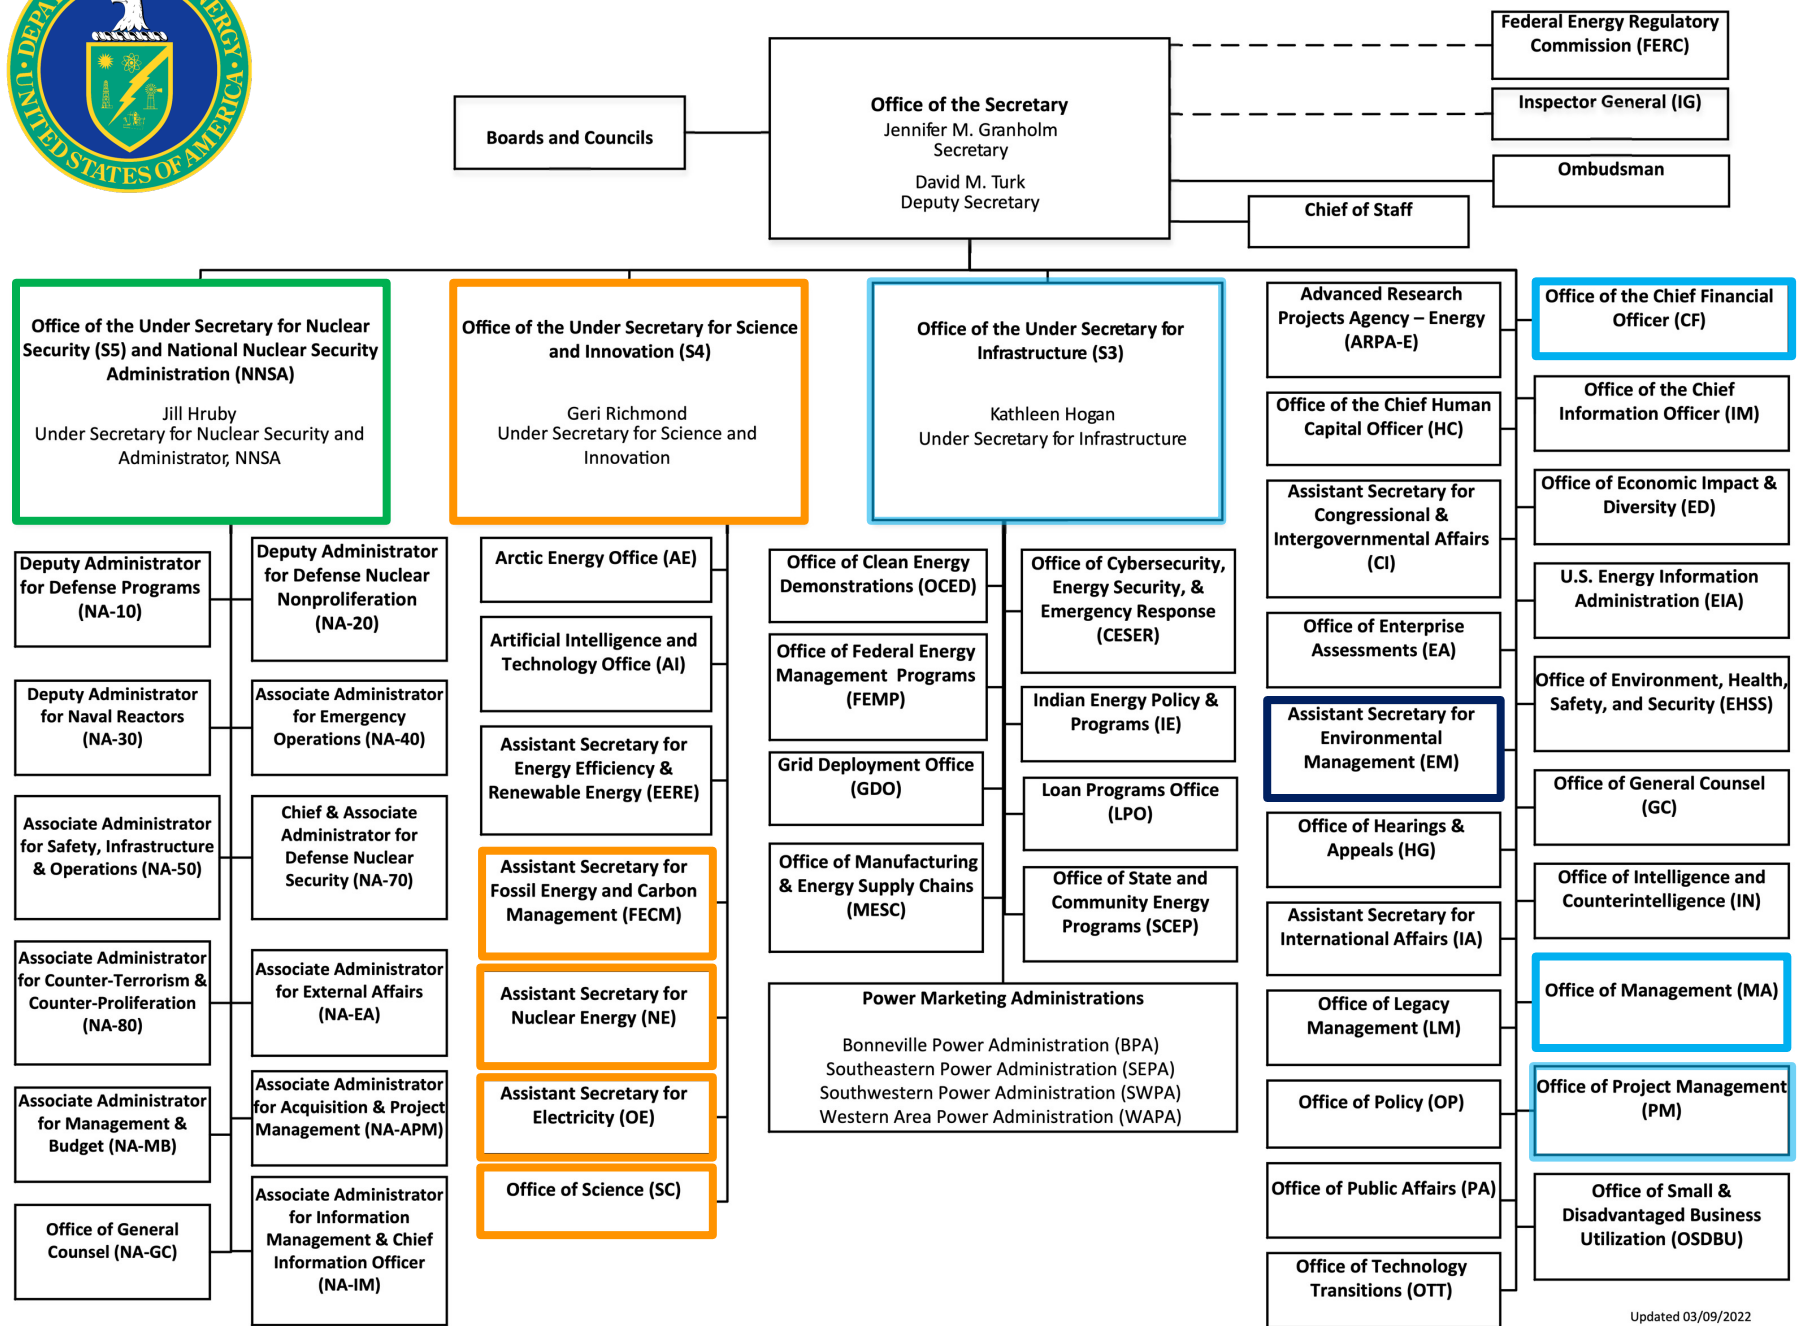 DEPA
ENERGY
UNITED STATES OF AMERICA
Federal Energy Regulatory
Commission (FERC)
Inspector General (IG)
Ombudsman
Chief of Staff
Boards and Councils
Office of the Secretary
Jennifer M. Granholm
Secretary
David M. Turk
Deputy Secretary
Office of the Under Secretary for Nuclear
Security (S5) and National Nuclear Security
Administration (NNSA)
Jill Hruby
Under Secretary for Nuclear Security and
Administrator, NNSA
Deputy Administrator
for Defense Programs
(NA-10)
Deputy Administrator
for Defense Nuclear
Nonproliferation
(NA-20)
Deputy Administrator
for Naval Reactors
(NA-30)
Associate Administrator
for Emergency
Operations (NA-40)
Associate Administrator
for Safety, Infrastructure
& Operations (NA-50)
Chief & Associate
Administrator for
Defense Nuclear
Security (NA-70)
Associate Administrator
for Counter-Terrorism &
Counter-Proliferation
(NA-80)
Associate Administrator
for External Affairs
(NA-EA)
Associate Administrator
for Management &
Budget (NA-MB)
Associate Administrator
for Acquisition & Project
Management (NA-APM)
Office of General
Counsel (NA-GC)
Associate Administrator
for Information
Management & Chief
Information Officer
(NA-IM)
Office of the Under Secretary for Science
and Innovation (S4)
Geri Richmond
Under Secretary for Science and
Innovation
Arctic Energy Office (AE)
Artificial Intelligence and
Technology Office (AI)
Assistant Secretary for
Energy Efficiency &
Renewable Energy (EERE)
Assistant Secretary for
Fossil Energy and Carbon
Management (FECM)
Assistant Secretary for
Nuclear Energy (NE)
Assistant Secretary for
Electricity (OE)
Office of Science (SC)
Office of the Under Secretary for
Infrastructure (S3)
Kathleen Hogan
Under Secretary for Infrastructure
Office of Clean Energy
Demonstrations (OCED)
Office of Cybersecurity,
Energy Security, &
Emergency Response
(CESER)
Office of Federal Energy
Management Programs
(FEMP)
Indian Energy Policy &
Programs (IE)
Grid Deployment Office
(GDO)
Loan Programs Office
(LPO)
Office of Manufacturing
& Energy Supply Chains
(MESC)
Office of State and
Community Energy
Programs (SCEP)
Power Marketing Administrations
Bonneville Power Administration (BPA)
Southeastern Power Administration (SEPA)
Southwestern Power Administration (SWPA)
Western Area Power Administration (WAPA)
Advanced Research
Projects Agency – Energy
(ARPA-E)
Office of the Chief Financial
Officer (CF)
Office of the Chief Human
Capital Officer (HC)
Office of the Chief
Information Officer (IM)
Assistant Secretary for
Congressional &
Intergovernmental Affairs
(CI)
Office of Economic Impact &
Diversity (ED)
Office of Enterprise
Assessments (EA)
U.S. Energy Information
Administration (EIA)
Assistant Secretary for
Environmental
Management (EM)
Office of Environment, Health,
Safety, and Security (EHSS)
Office of Hearings &
Appeals (HG)
Office of General Counsel
(GC)
Assistant Secretary for
International Affairs (IA)
Office of Intelligence and
Counterintelligence (IN)
Office of Legacy
Management (LM)
Office of Management (MA)
Office of Policy (OP)
Office of Project Management
(PM)
Office of Public Affairs (PA)
Office of Small &
Disadvantaged Business
Utilization (OSDBU)
Office of Technology
Transitions (OTT)
Updated 03/09/2022